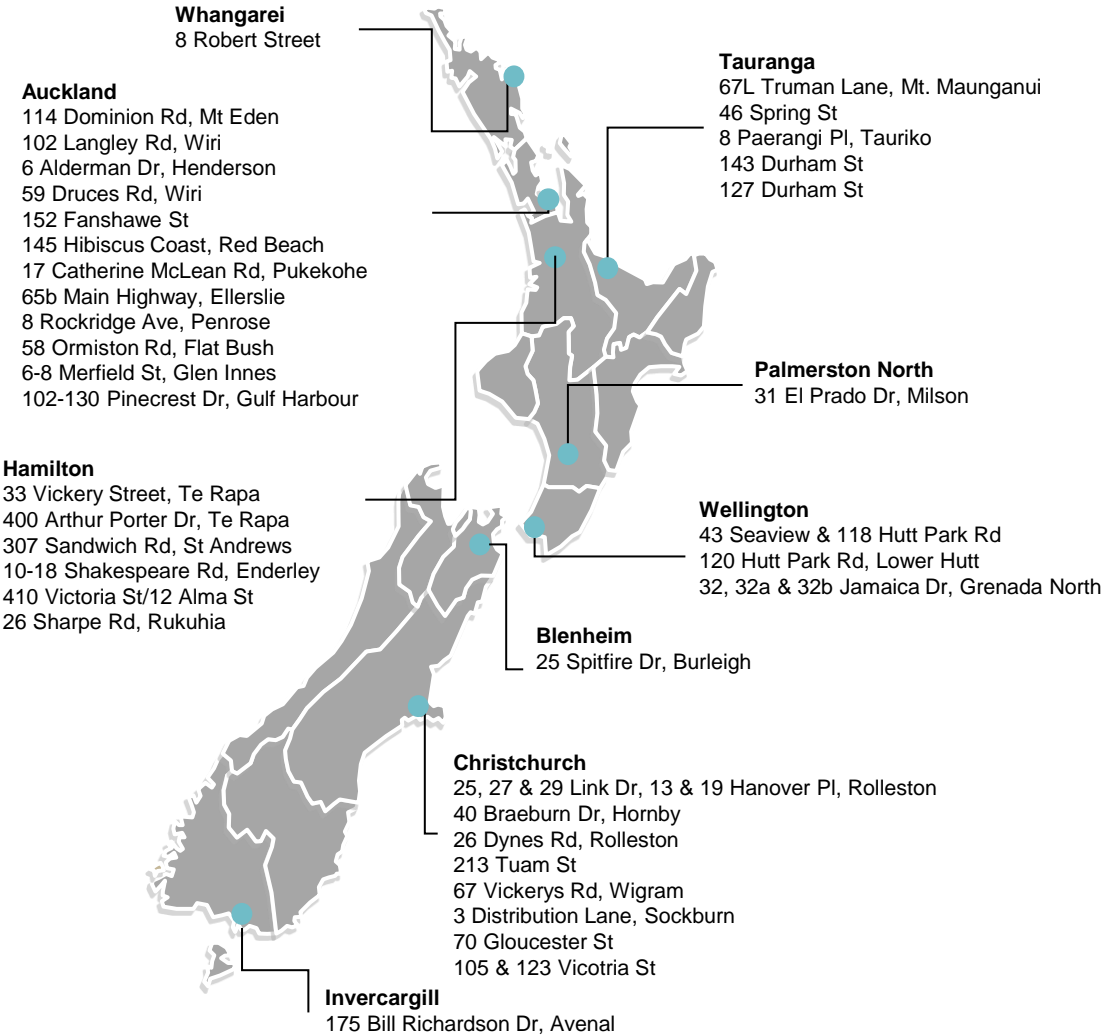 Whangarei
8 Robert Street
Auckland
114 Dominion Rd, Mt Eden
102 Langley Rd, Wiri
6 Alderman Dr, Henderson
59 Druces Rd, Wiri
152 Fanshawe St
145 Hibiscus Coast, Red Beach
17 Catherine McLean Rd, Pukekohe
65b Main Highway, Ellerslie
8 Rockridge Ave, Penrose
58 Ormiston Rd, Flat Bush
6-8 Merfield St, Glen Innes
102-130 Pinecrest Dr, Gulf Harbour
Tauranga
67L Truman Lane, Mt. Maunganui
46 Spring St
8 Paerangi Pl, Tauriko
143 Durham St
127 Durham St
Palmerston North
31 El Prado Dr, Milson
Hamilton
33 Vickery Street, Te Rapa
400 Arthur Porter Dr, Te Rapa
307 Sandwich Rd, St Andrews
10-18 Shakespeare Rd, Enderley
410 Victoria St/12 Alma St
26 Sharpe Rd, Rukuhia
Wellington
43 Seaview & 118 Hutt Park Rd
120 Hutt Park Rd, Lower Hutt
32, 32a & 32b Jamaica Dr, Grenada North
Blenheim
25 Spitfire Dr, Burleigh
Christchurch
25, 27 & 29 Link Dr, 13 & 19 Hanover Pl, Rolleston
40 Braeburn Dr, Hornby
26 Dynes Rd, Rolleston
213 Tuam St
67 Vickerys Rd, Wigram
3 Distribution Lane, Sockburn
70 Gloucester St
105 & 123 Vicotria St
Invercargill
175 Bill Richardson Dr, Avenal